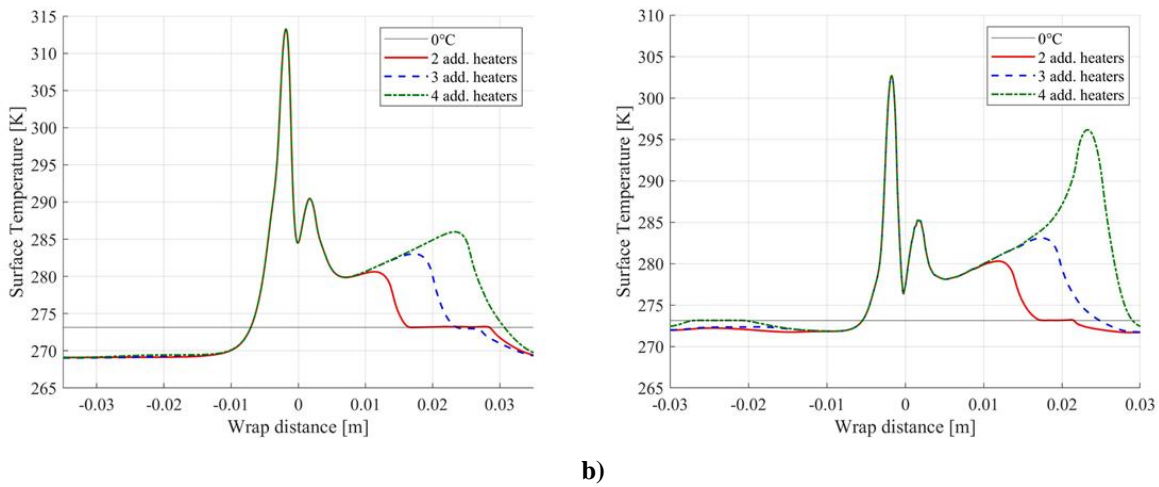 315
310
305
300
295
290
285
280
275
270
265
Surface Temperature [K]
0°C
2 add. heaters
3 add. heaters
4 add. heaters
-0.03 -0.02 -0.01 0 0.01 0.02 0.03
Wrap distance [m]
310
305
300
295
290
285
280
275
270
265
Surface Temperature [K]
0°C
2 add. heaters
3 add. heaters
4 add. heaters
-0.03 -0.02 -0.01 0 0.01 0.02 0.03
Wrap distance [m]
b)